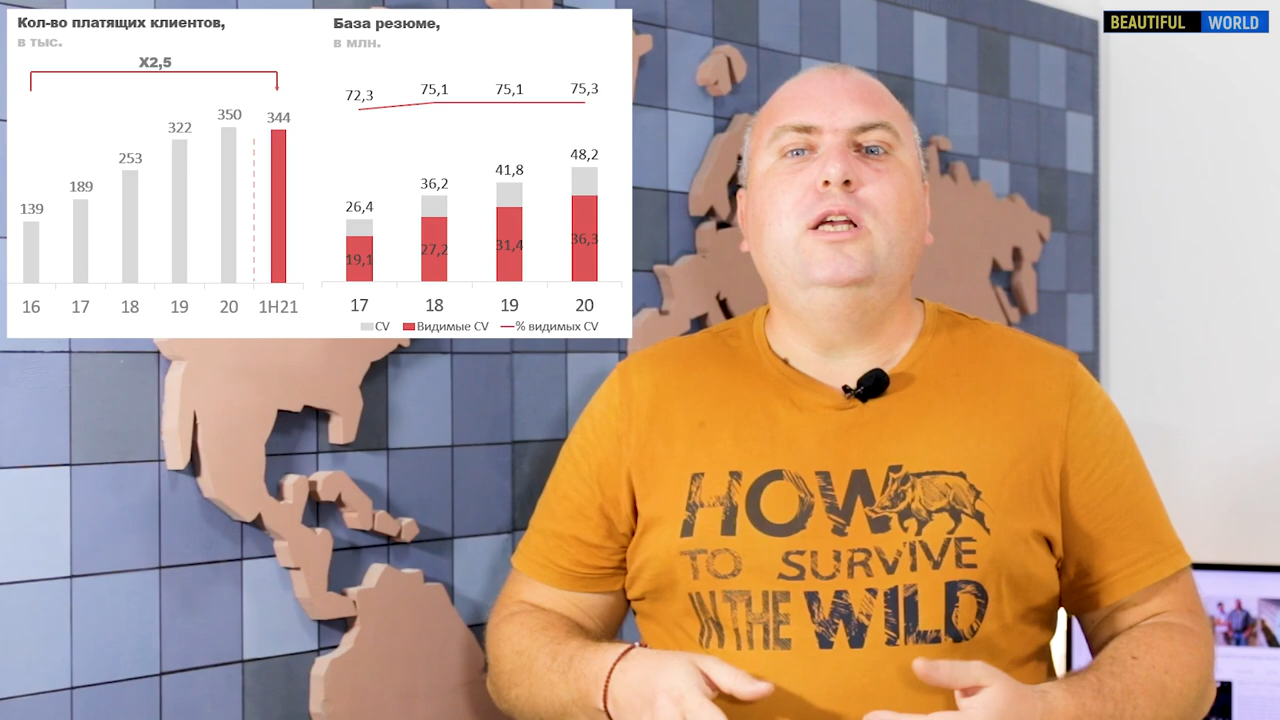 Кол-во платящих клиентов,
в тыс.
X2,5
139
189
253
322
350
344
16
17
18
19
20
1H21
База резюме,
в млн.
72,3
75,1
75,1
75,3
26,4
36,2
41,8
48,2
19,1
27,2
31,4
36,3
17
18
19
20
CV
Видимые CV
% видимых CV
BEAUTIFUL WORLD
HOW
TO SURVIVE
IN THE WILD